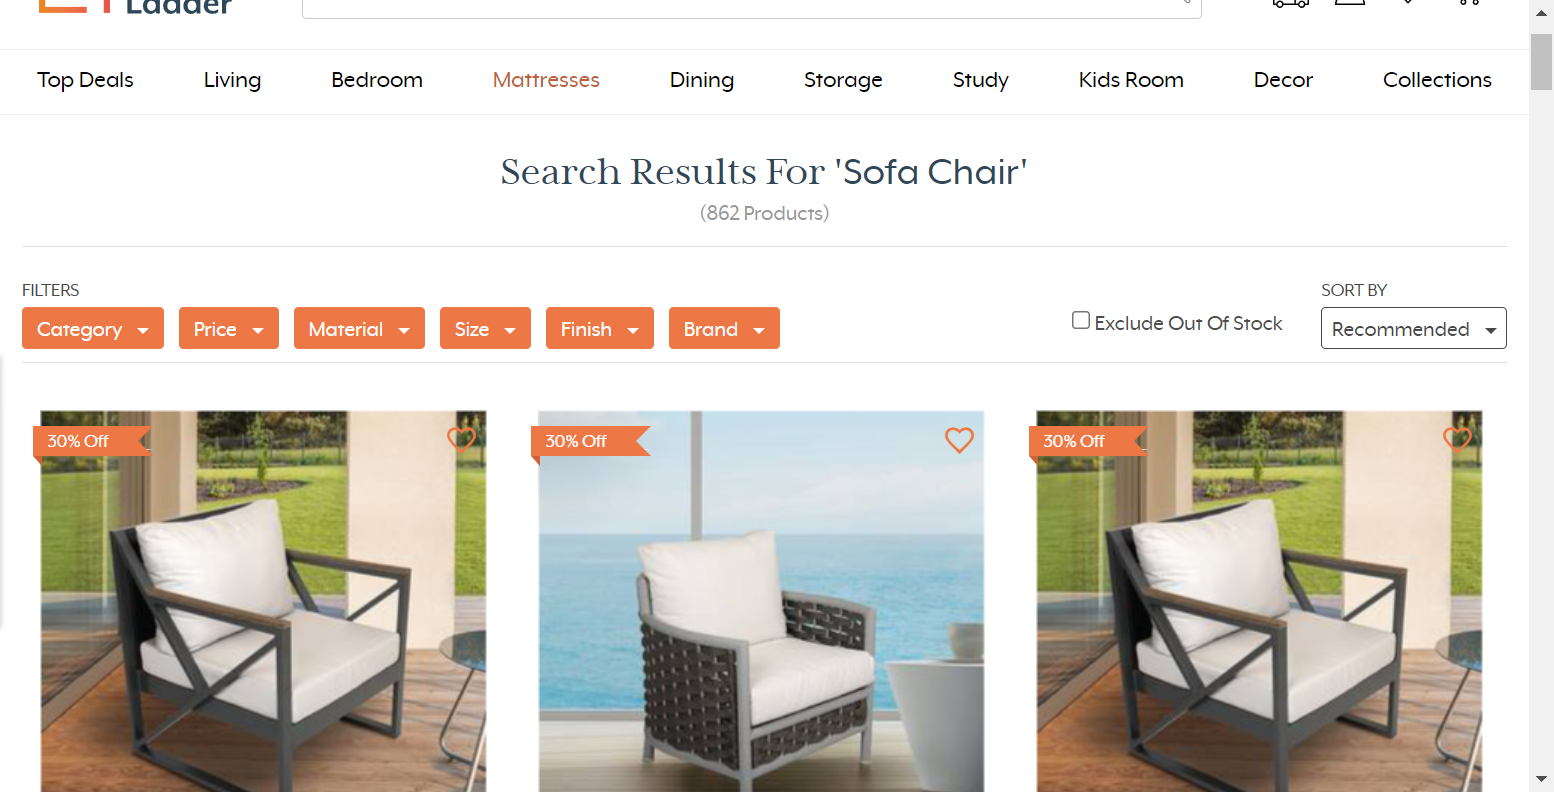 Ladder
Top Deals Living Bedroom Mattresses Dining Storage Study Kids Room Decor Collections
Search Results For 'Sofa Chair'
(862 Products)
FILTERS SORT BY
Category Price Material Size Finish Brand Exclude Out Of Stock Recommended
30% Off 30% Off 30% Off